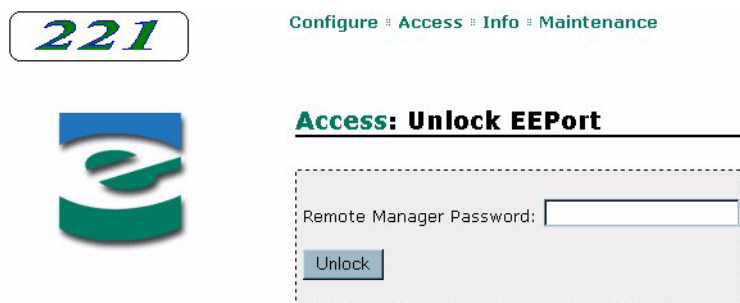 221
Configure Access Info Maintenance
Access: Unlock EEPort
Remote Manager Password:
Unlock